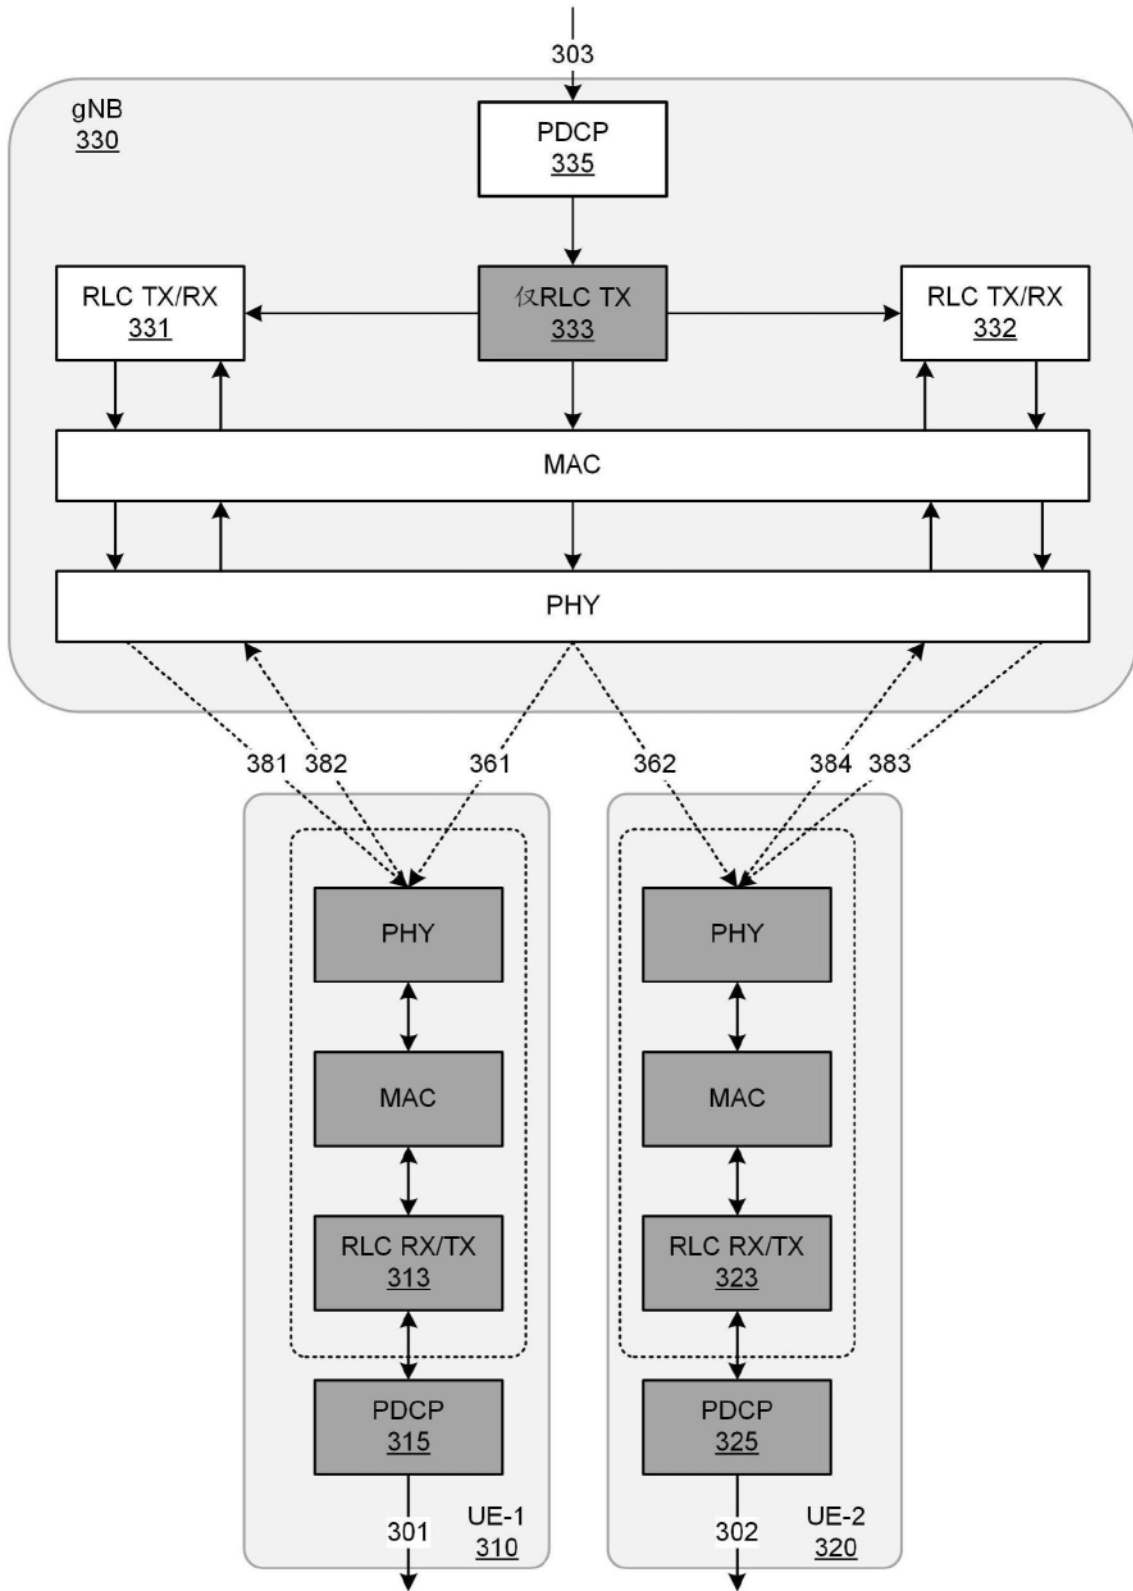 303
gNB
330
PDCP
335
RLC TX/RX
331
仅RLC TX
333
RLC TX/RX
332
MAC
PHY
381
382
361
362
384
383
PHY
PHY
MAC
MAC
RLC RX/TX
313
RLC RX/TX
323
PDCP
315
PDCP
325
301
UE-1
310
302
UE-2
320